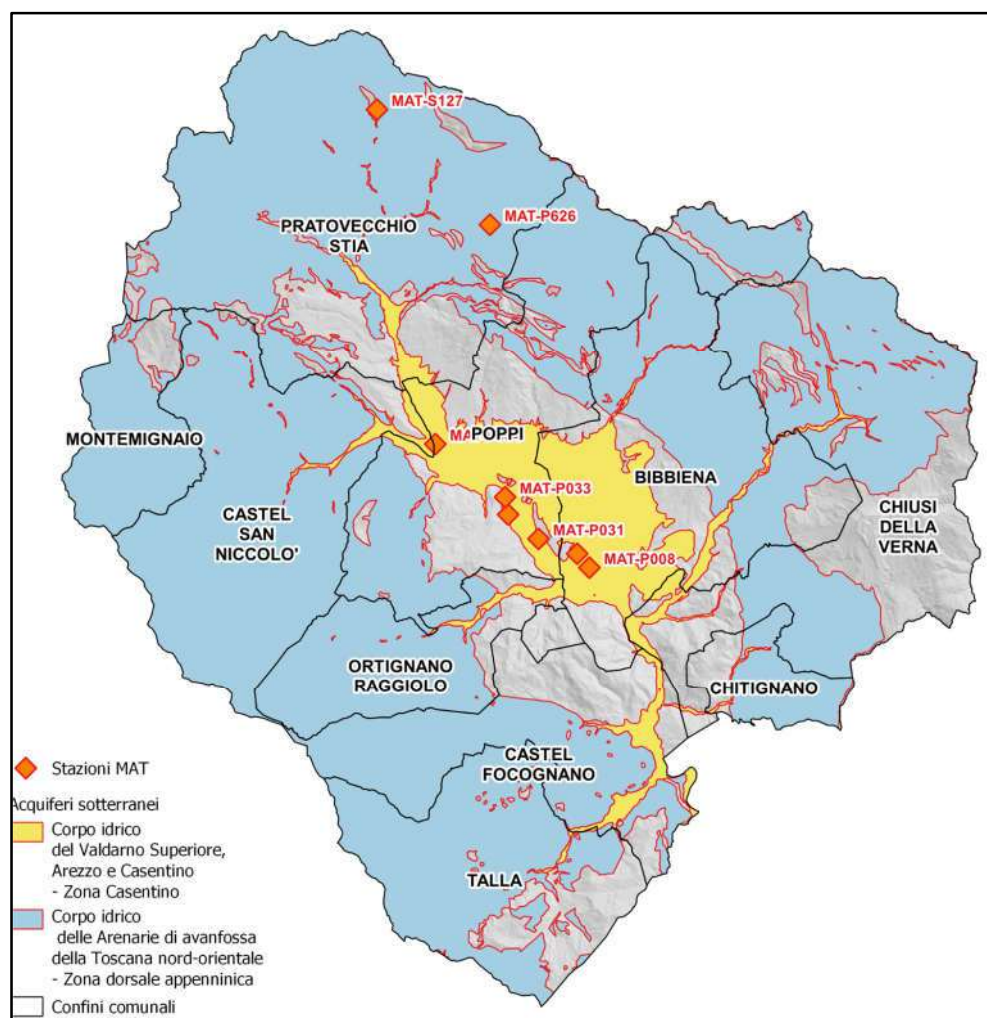 MAT-S127
MAT-P626
PRATOVECCHIO
STIA
MONTEMIGNAIO
POPPI
MAT-P033
BIBBIENA
MAT-P031
CHIUSI
DELLA
VERNA
CASTEL
SAN
NICCOLO'
MAT-P008
ORTIGNANO
RAGGIOLO
CHITIGNANO
CASTEL
FOCOGNANO
TALLA
Stazioni MAT
Acquiferi sotterranei
Corpo idrico
del Valdarno Superiore,
Arezzo e Casentino
- Zona Casentino
Corpo idrico
delle Arenarie di avanfossa
della Toscana nord-orientale
- Zona dorsale appenninica
Confini comunali